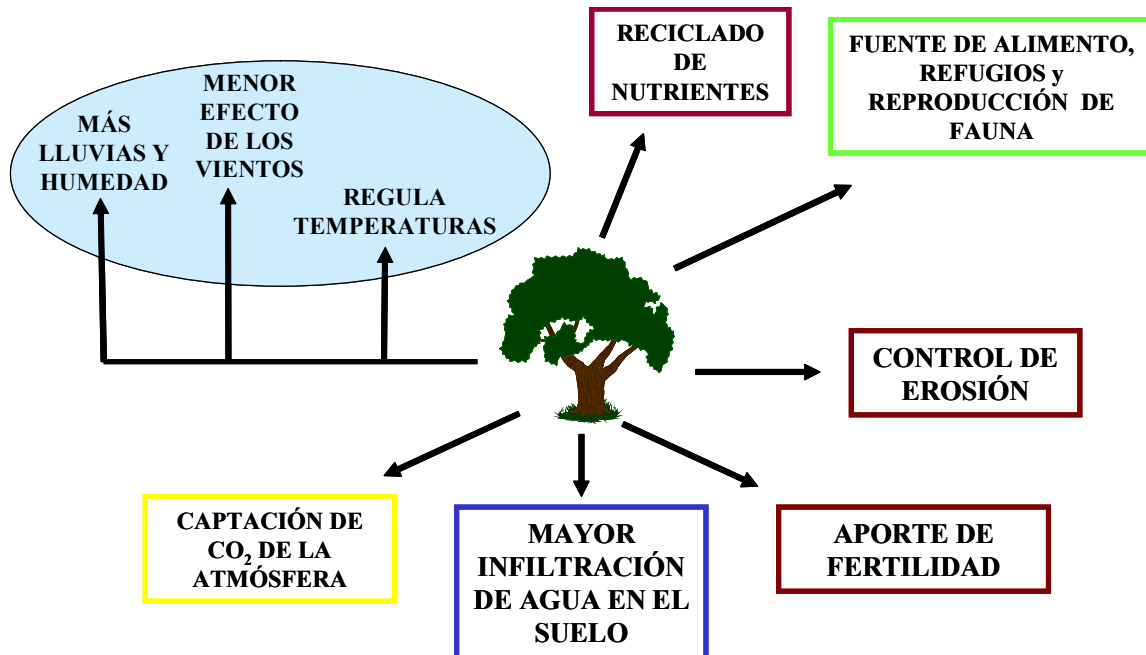 MÁS
LLUVIAS Y
HUMEDAD
MENOR
EFECTO
DE LOS
VIENTOS
REGULA
TEMPERATURAS
RECICLADO
DE
NUTRIENTES
FUENTE DE ALIMENTO,
REFUGIOS y
REPRODUCCIÓN DE
FAUNA
CONTROL DE
EROSIÓN
CAPTACIÓN DE
CO₂ DE LA
ATMÓSFERA
MAYOR
INFILTRACIÓN
DE AGUA EN EL
SUELO
APORTE DE
FERTILIDAD